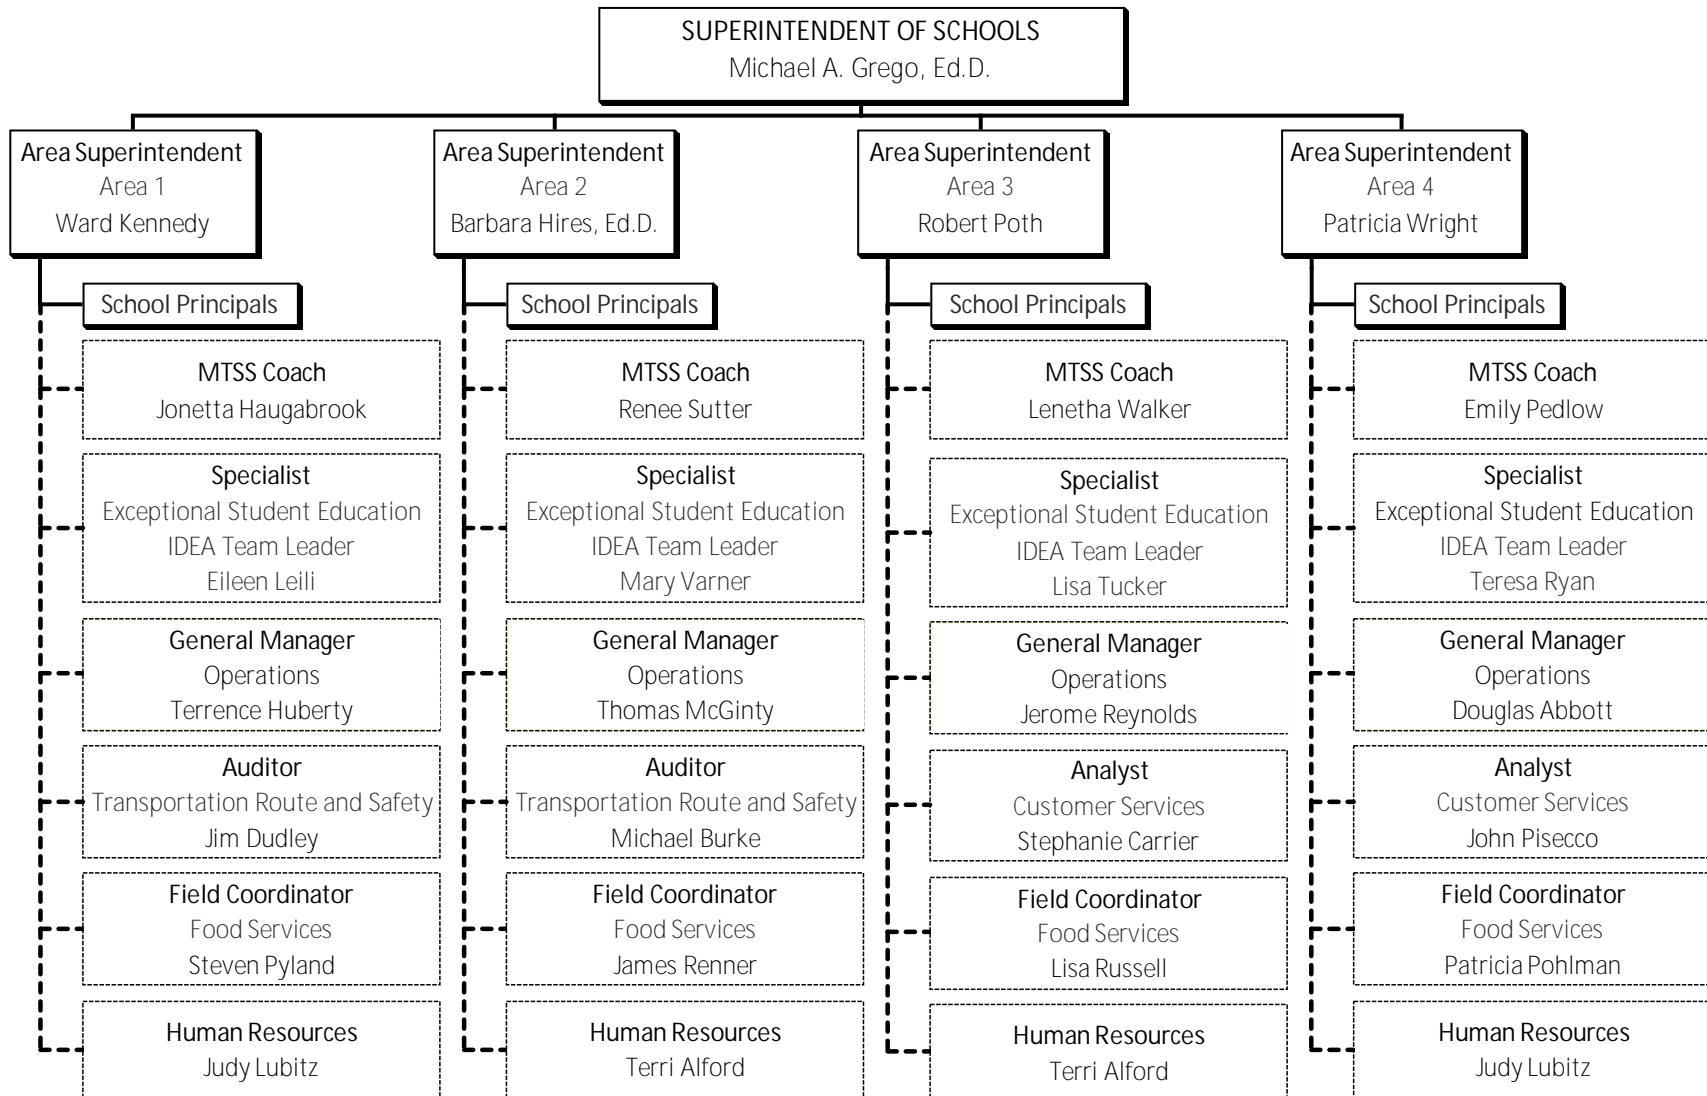 SUPERINTENDENT OF SCHOOLS
Michael A. Grego, Ed.D.
Area Superintendent
Area 1
Ward Kennedy
School Principals
MTSS Coach
Jonetta Haugabrook
Specialist
Exceptional Student Education
IDEA Team Leader
Eileen Leili
General Manager
Operations
Terrence Huberty
Auditor
Transportation Route and Safety
Jim Dudley
Field Coordinator
Food Services
Steven Pyland
Human Resources
Judy Lubitz
Area Superintendent
Area 2
Barbara Hires, Ed.D.
School Principals
MTSS Coach
Renee Sutter
Specialist
Exceptional Student Education
IDEA Team Leader
Mary Varner
General Manager
Operations
Thomas McGinty
Auditor
Transportation Route and Safety
Michael Burke
Field Coordinator
Food Services
James Renner
Human Resources
Terri Alford
Area Superintendent
Area 3
Robert Poth
School Principals
MTSS Coach
Lenetha Walker
Specialist
Exceptional Student Education
IDEA Team Leader
Lisa Tucker
General Manager
Operations
Jerome Reynolds
Analyst
Customer Services
Stephanie Carrier
Field Coordinator
Food Services
Lisa Russell
Human Resources
Terri Alford
Area Superintendent
Area 4
Patricia Wright
School Principals
MTSS Coach
Emily Pedlow
Specialist
Exceptional Student Education
IDEA Team Leader
Teresa Ryan
General Manager
Operations
Douglas Abbott
Analyst
Customer Services
John Pisecco
Field Coordinator
Food Services
Patricia Pohlman
Human Resources
Judy Lubitz